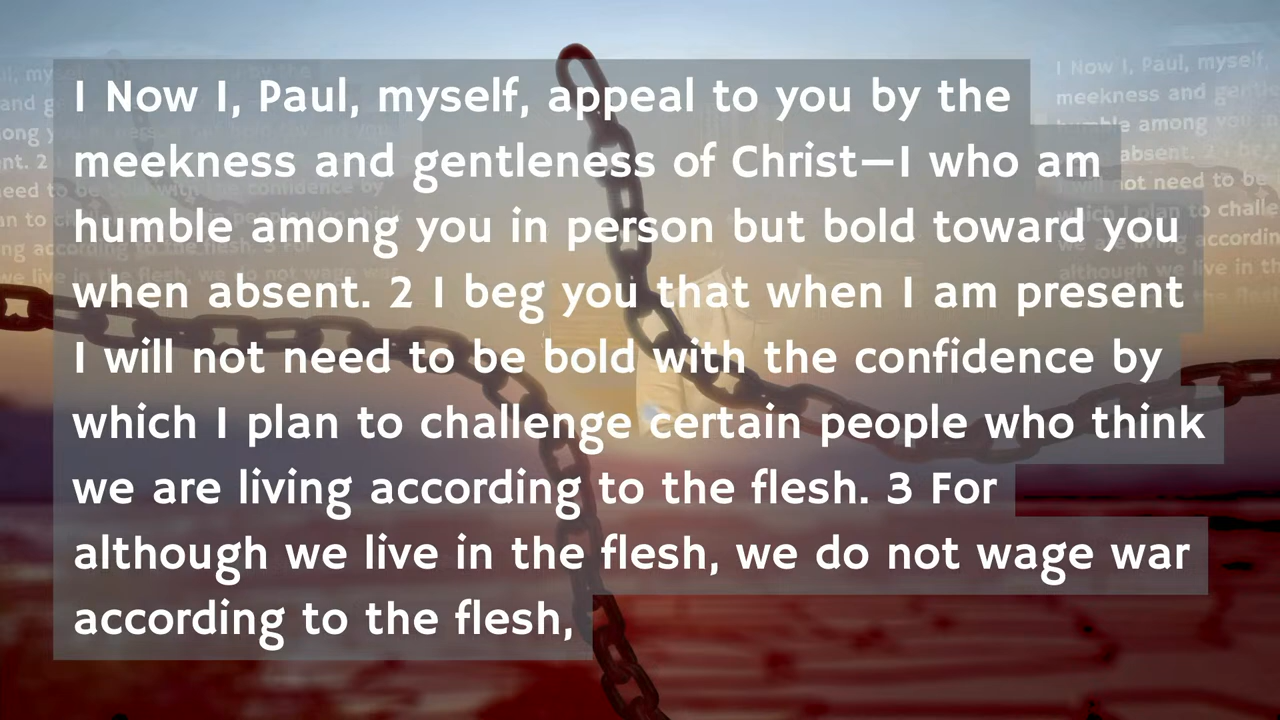 1 Now I, Paul, myself, appeal to you by the
meekness and gentleness of Christ—I who am
humble among you in person but bold toward you
when absent. 2 I beg you that when I am present
I will not need to be bold with the confidence by
which I plan to challenge certain people who think
we are living according to the flesh. 3 For
although we live in the flesh, we do not wage war
according to the flesh,